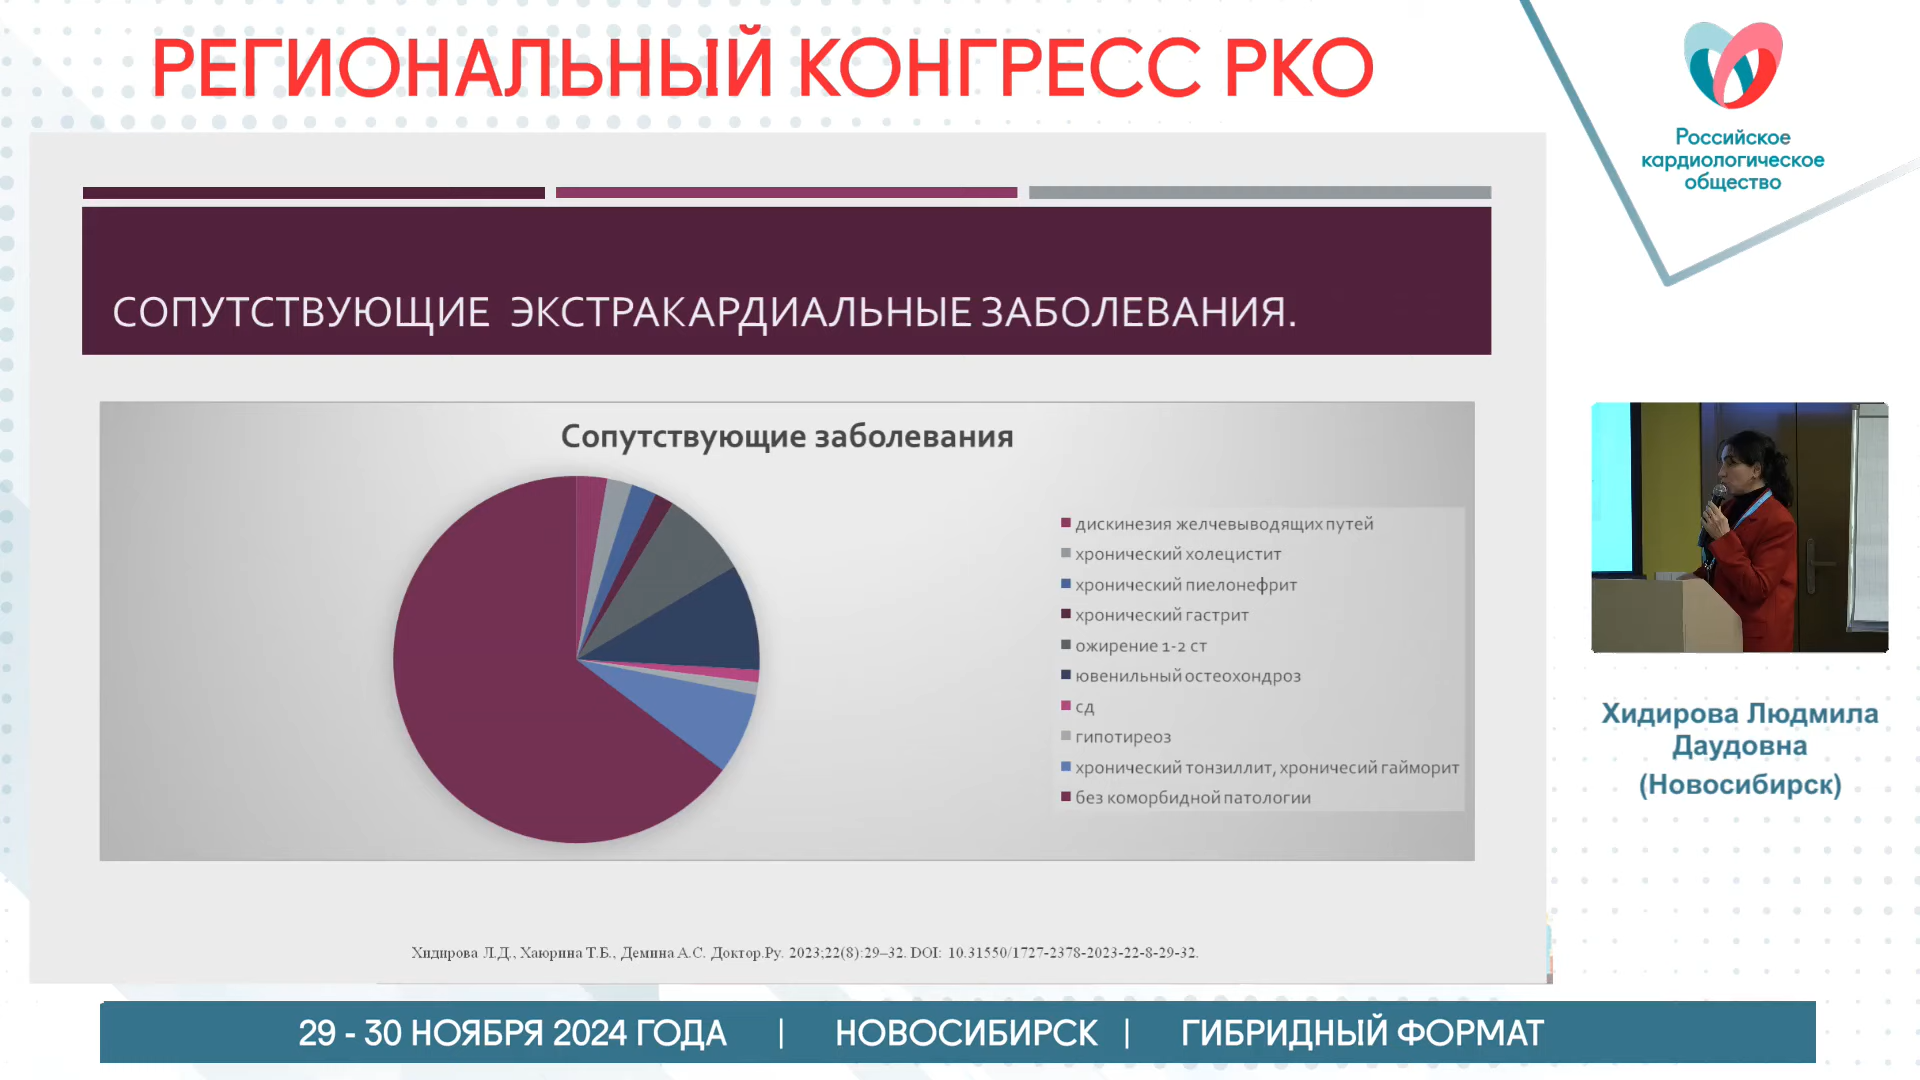 РЕГИОНАЛЬНЫЙ КОНГРЕСС РКО
Российское
кардиологическое
общество
СОПУТСТВУЮЩИЕ ЭКСТРАКАРДИАЛЬНЫЕ ЗАБОЛЕВАНИЯ.
Сопутствующие заболевания
дискинезия желчевыводящих путей
хронический холецистит
хронический пиелонефрит
хронический гастрит
ожирение 1-2 ст
ювенильный остеохондроз
сд
гипотиреоз
хронический тонзиллит, хроничесий гайморит
без коморбидной патологии
Хидирова Людмила
Даудовна
(Новосибирск)
Хидирова Л.Д., Хаюрина Т.Б., Демина А.С. Доктор.Ру. 2023;22(8):29–32. DOI: 10.31550/1727-2378-2023-22-8-29-32.
29 - 30 НОЯБРЯ 2024 ГОДА | НОВОСИБИРСК | ГИБРИДНЫЙ ФОРМАТ